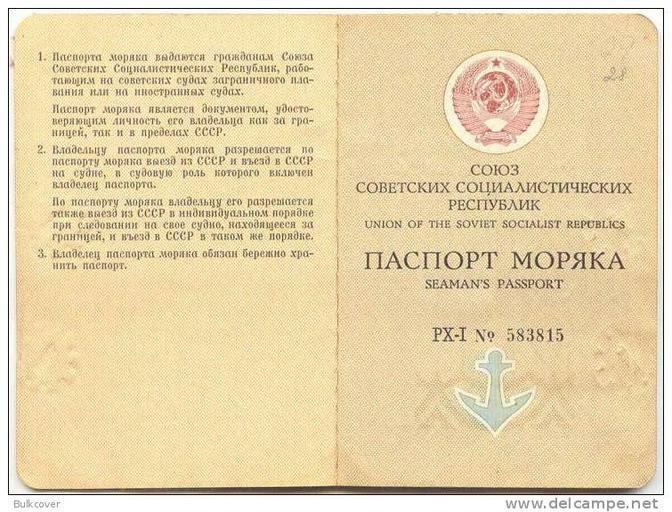 1. Паспорта моряка выдаются гражданам Союза
Советских Социалистических Республик, рабо-
тающим на советских судах заграничного пла-
вания или на иностранных судах.
Паспорт моряка является документом, удосто-
веряющим личность его владельца как за гра-
ницей, так и в пределах СССР.
2. Владельцу паспорта моряка разрешается по
паспорту моряка выезд из СССР и въезд в СССР
на судне, в судовую роль которого включен
владелец паспорта.
По паспорту моряка владельцу его разрешается
также выезд из СССР в индивидуальном порядке
при следовании на свое судно, находящееся за
границей, и въезд в СССР в таком же порядке.
3. Владелец паспорта моряка обязан бережно хра-
нить паспорт.
28
СОЮЗ
СОВЕТСКИХ СОЦИАЛИСТИЧЕСКИХ
РЕСПУБЛИК
UNION OF THE SOVIET SOCIALIST REPUBLICS
ПАСПОРТ МОРЯКА
SEAMAN'S PASSPORT
РХ-I № 583815
Bukcover
www.delcampe.net